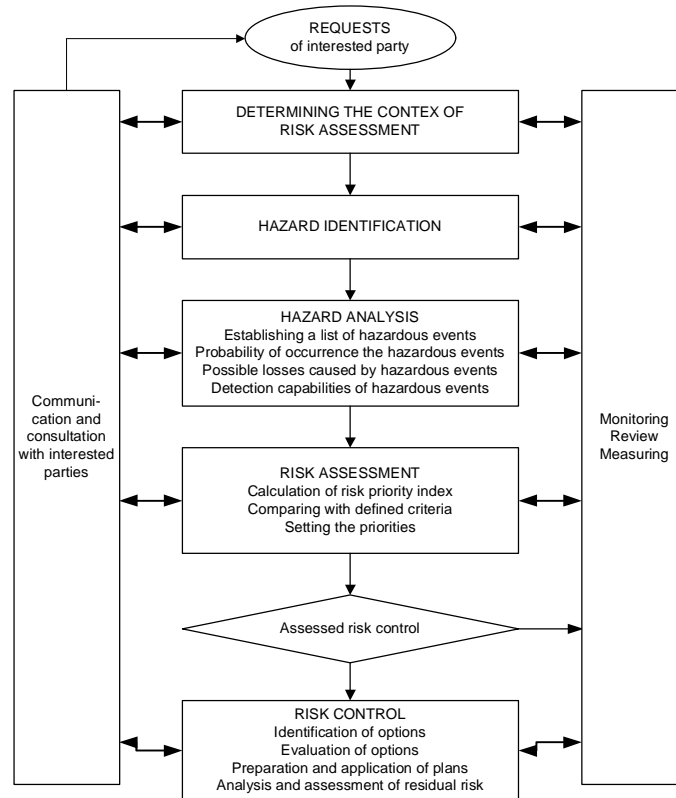 REQUESTS
of interested party
DETERMINING THE CONTEX OF
RISK ASSESSMENT
HAZARD IDENTIFICATION
HAZARD ANALYSIS
Establishing a list of hazardous events
Probability of occurrence the hazardous events
Possible losses caused by hazardous events
Detection capabilities of hazardous events
Communi-
cation and
consultation
with interested
parties
Monitoring
Review
Measuring
RISK ASSESSMENT
Calculation of risk priority index
Comparing with defined criteria
Setting the priorities
Assessed risk control
RISK CONTROL
Identification of options
Evaluation of options
Preparation and application of plans
Analysis and assessment of residual risk